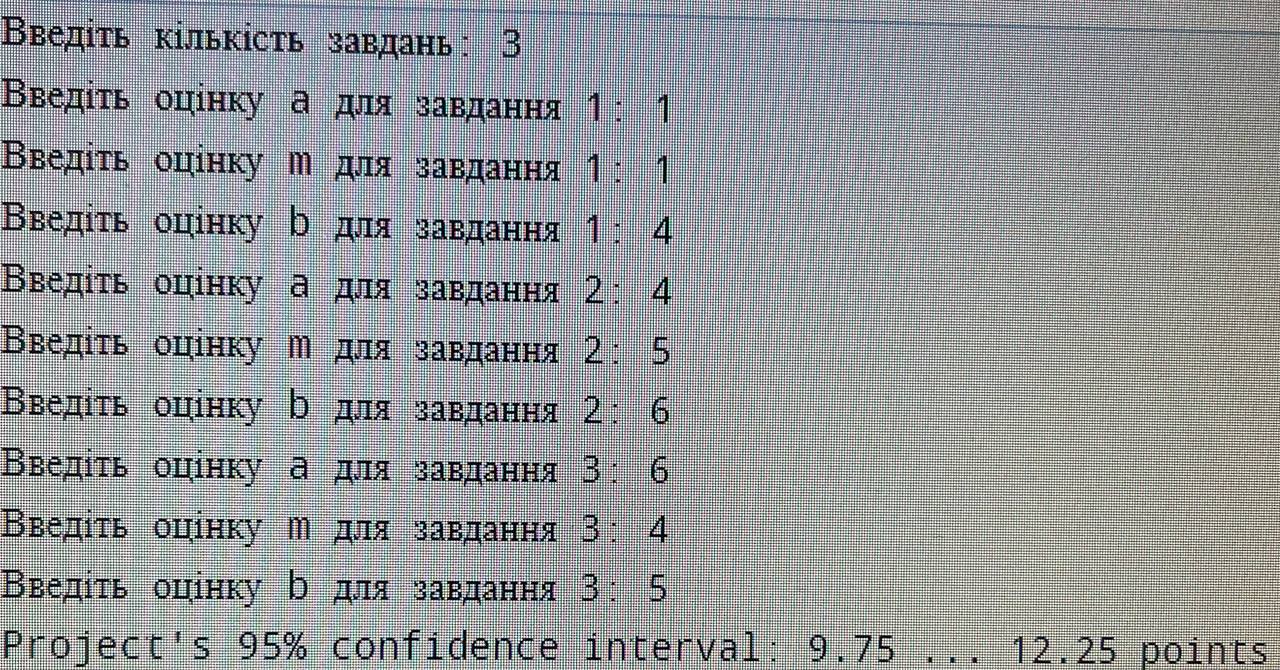 Введіть кількість завдань: 3
Введіть оцінку a для завдання 1: 1
Введіть оцінку m для завдання 1: 1
Введіть оцінку b для завдання 1: 4
Введіть оцінку a для завдання 2: 4
Введіть оцінку m для завдання 2: 5
Введіть оцінку b для завдання 2: 6
Введіть оцінку a для завдання 3: 6
Введіть оцінку m для завдання 3: 4
Введіть оцінку b для завдання 3: 5
Project's 95% confidence interval: 9.75 ... 12.25 points